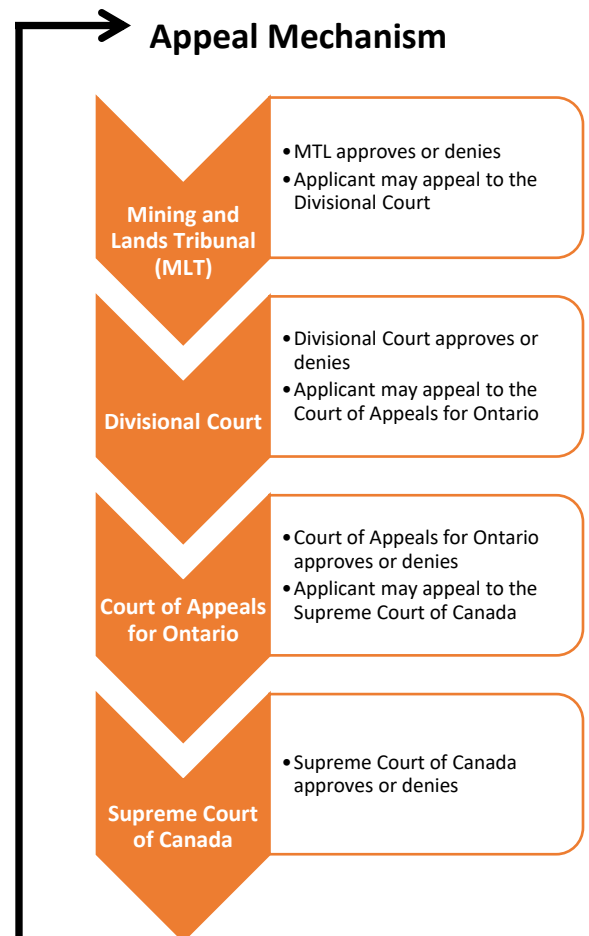 Appeal Mechanism
Mining and
Lands Tribunal
(MLT)
•MTL approves or denies
•Applicant may appeal to the
Divisional Court
Divisional Court
•Divisional Court approves or
denies
•Applicant may appeal to the
Court of Appeals for Ontario
Court of Appeals
for Ontario
•Court of Appeals for Ontario
approves or denies
•Applicant may appeal to the
Supreme Court of Canada
Supreme Court
of Canada
•Supreme Court of Canada
approves or denies